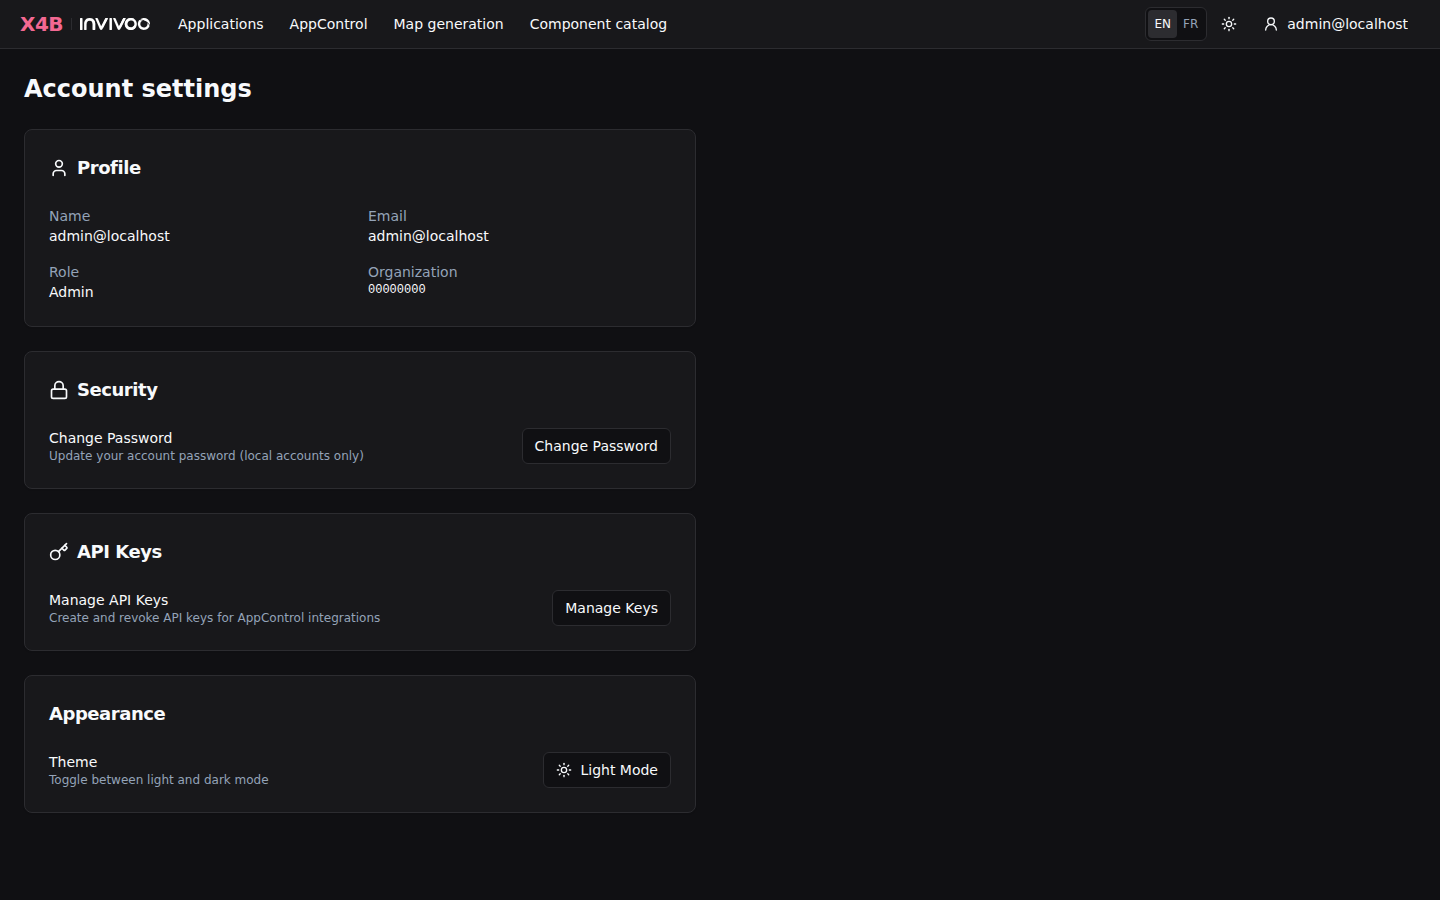 X4B INVIVOO Applications AppControl Map generation Component catalog EN FR admin@localhost
Account settings
Profile
Name Email
admin@localhost admin@localhost
Role Organization
Admin 00000000
Security
Change Password
Update your account password (local accounts only)
Change Password
API Keys
Manage API Keys
Create and revoke API keys for AppControl integrations
Manage Keys
Appearance
Theme
Toggle between light and dark mode
Light Mode